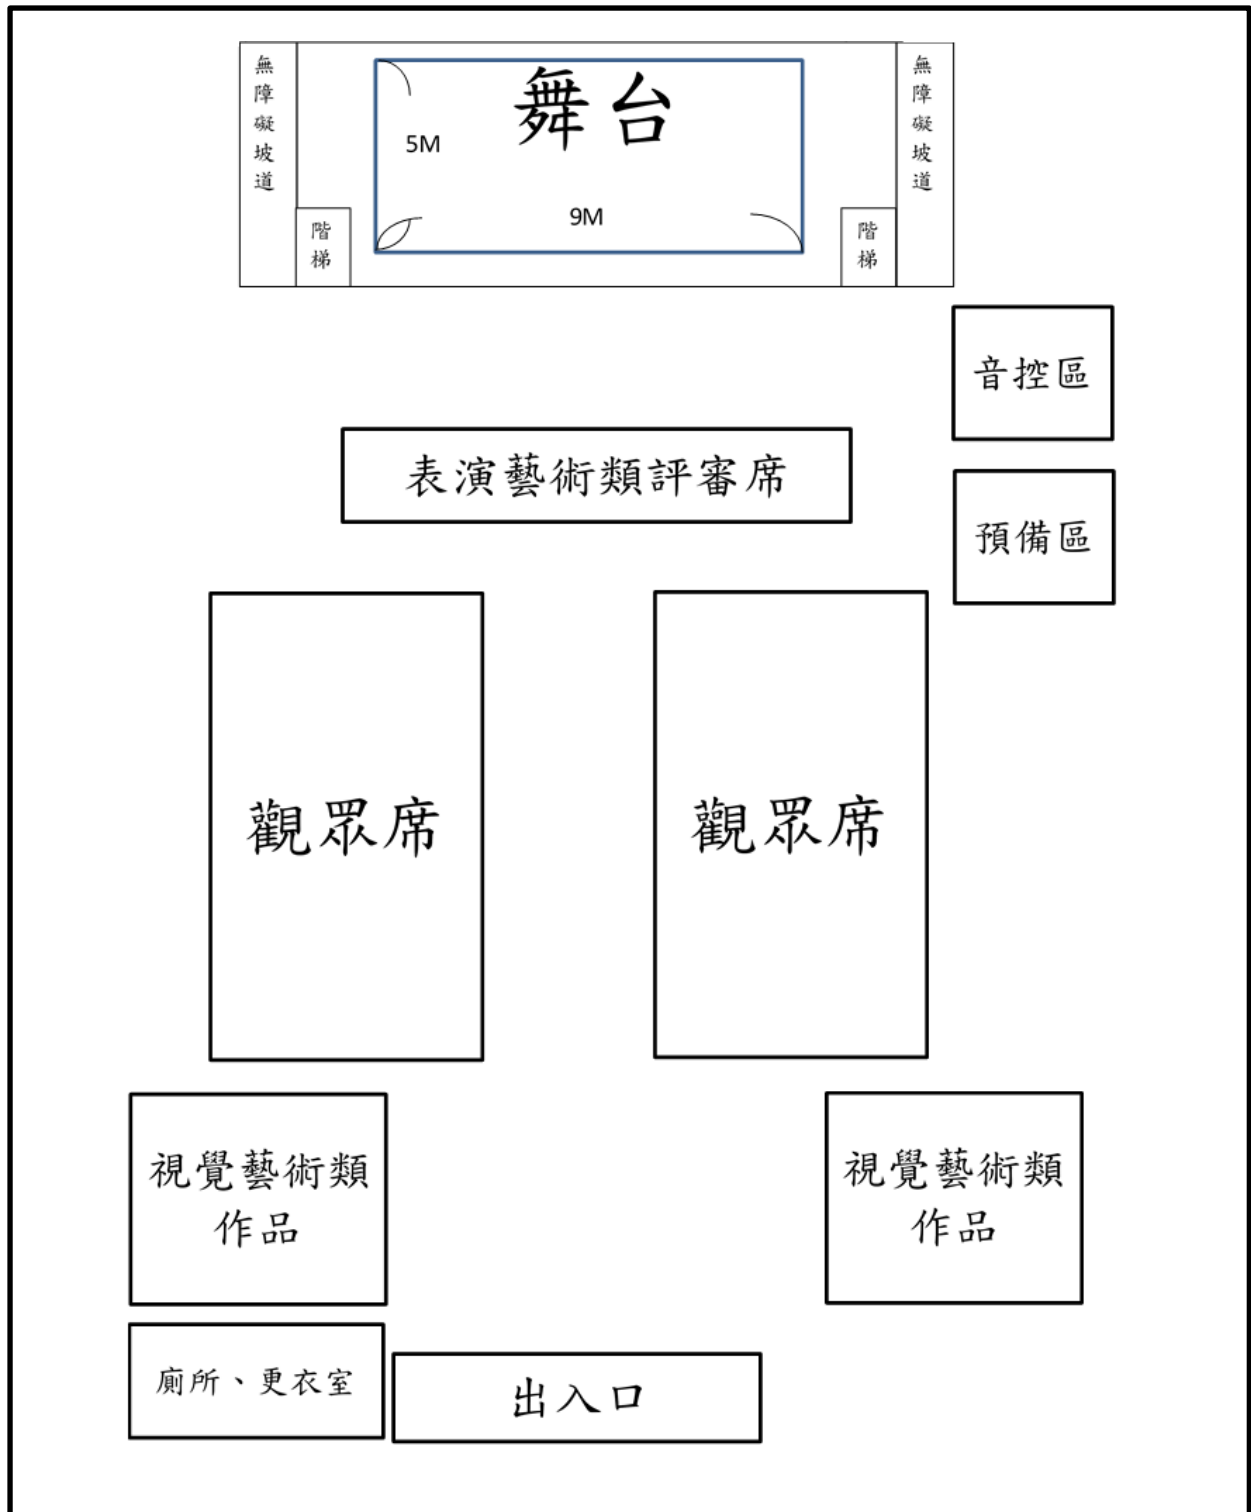 無障礙坡道
舞台
無障礙坡道
5M
9M
階梯
階梯
音控區
表演藝術類評審席
預備區
觀眾席
觀眾席
視覺藝術類
作品
視覺藝術類
作品
廁所、更衣室
出入口